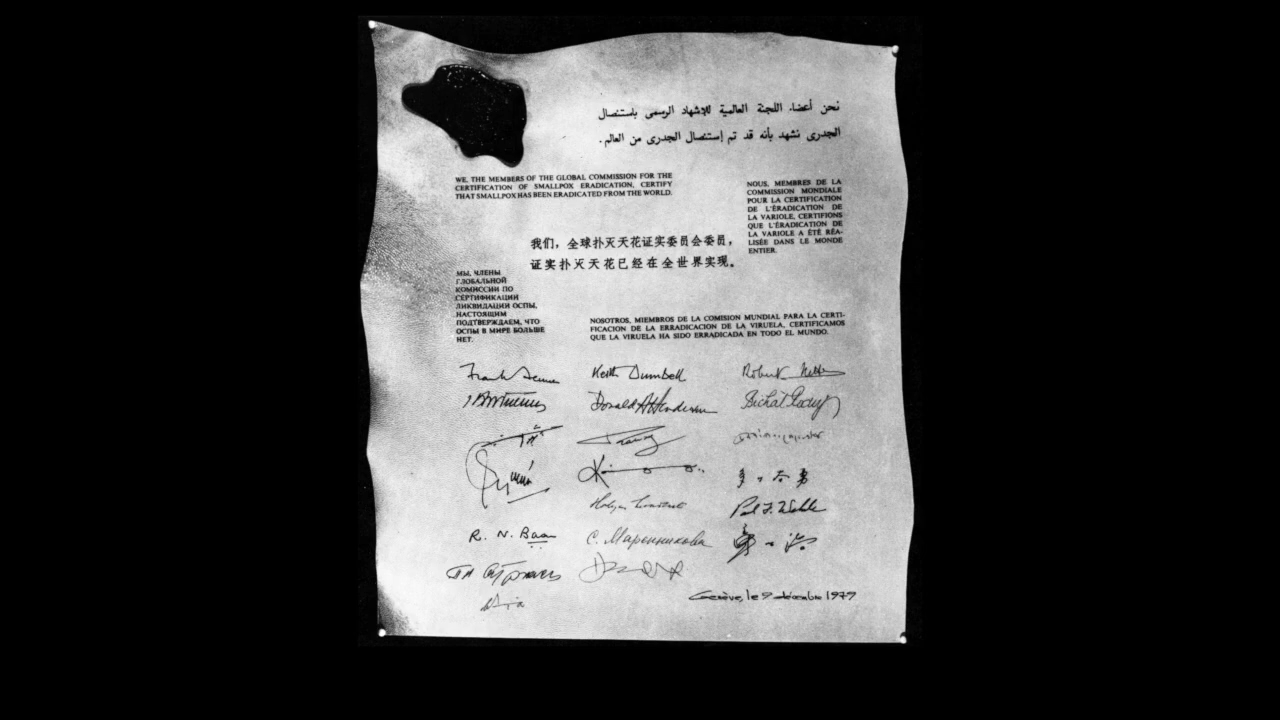 نحن أعضاء اللجنة العالمية للإشهاد الرسمى باستئصال
الجدرى نشهد بأنه قد تم إستئصال الجدرى من العالم.
WE, THE MEMBERS OF THE GLOBAL COMMISSION FOR THE
CERTIFICATION OF SMALLPOX ERADICATION, CERTIFY
THAT SMALLPOX HAS BEEN ERADICATED FROM THE WORLD.
NOUS, MEMBRES DE LA
COMMISSION MONDIALE
POUR LA CERTIFICATION
DE L'ÉRADICATION DE
LA VARIOLE, CERTIFIONS
QUE L'ÉRADICATION DE
LA VARIOLE A ÉTÉ RÉA-
LISÉE DANS LE MONDE
ENTIER.
我们，全球扑灭天花证实委员会委员，
证实扑灭天花已经在全世界实现。
МЫ, ЧЛЕНЫ
ГЛОБАЛЬНОЙ
КОМИССИИ ПО
СЕРТИФИКАЦИИ
ЛИКВИДАЦИИ ОСПЫ,
НАСТОЯЩИМ
ПОДТВЕРЖДАЕМ, ЧТО
ОСПЫ В МИРЕ БОЛЬШЕ
НЕТ.
NOSOTROS, MIEMBROS DE LA COMISION MUNDIAL PARA LA CERTI-
FICACION DE LA ERRADICACION DE LA VIRUELA, CERTIFICAMOS
QUE LA VIRUELA HA SIDO ERRADICADA EN TODO EL MUNDO.
Frank Fenner Keith Dumbell Robert
Donald A Henderson
R. N. Basu С. Маренникова
Genève, le 9 décembre 1979